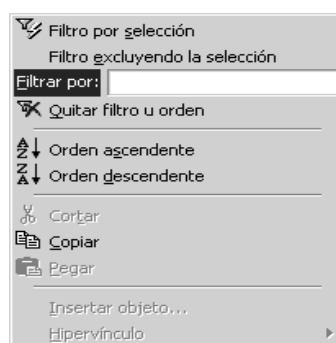 Filtro por selección
Filtro excluyendo la selección
Filtrar por:
Quitar filtro u orden
Orden ascendente
Orden descendente
Cortar
Copiar
Pegar
Insertar objeto...
Hipervínculo